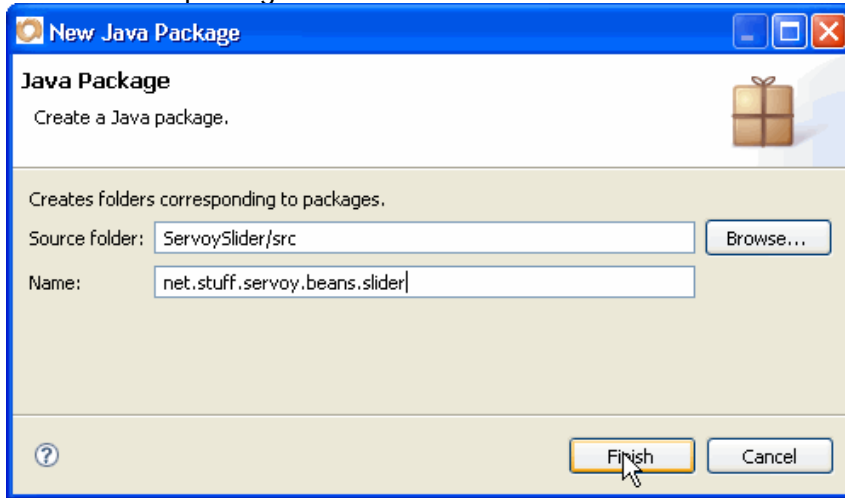 New Java Package
Java Package
Create a Java package.
Creates folders corresponding to packages.
Source folder: ServoySlider/src Browse...
Name: net.stuff.servoy.beans.slider
Finish Cancel